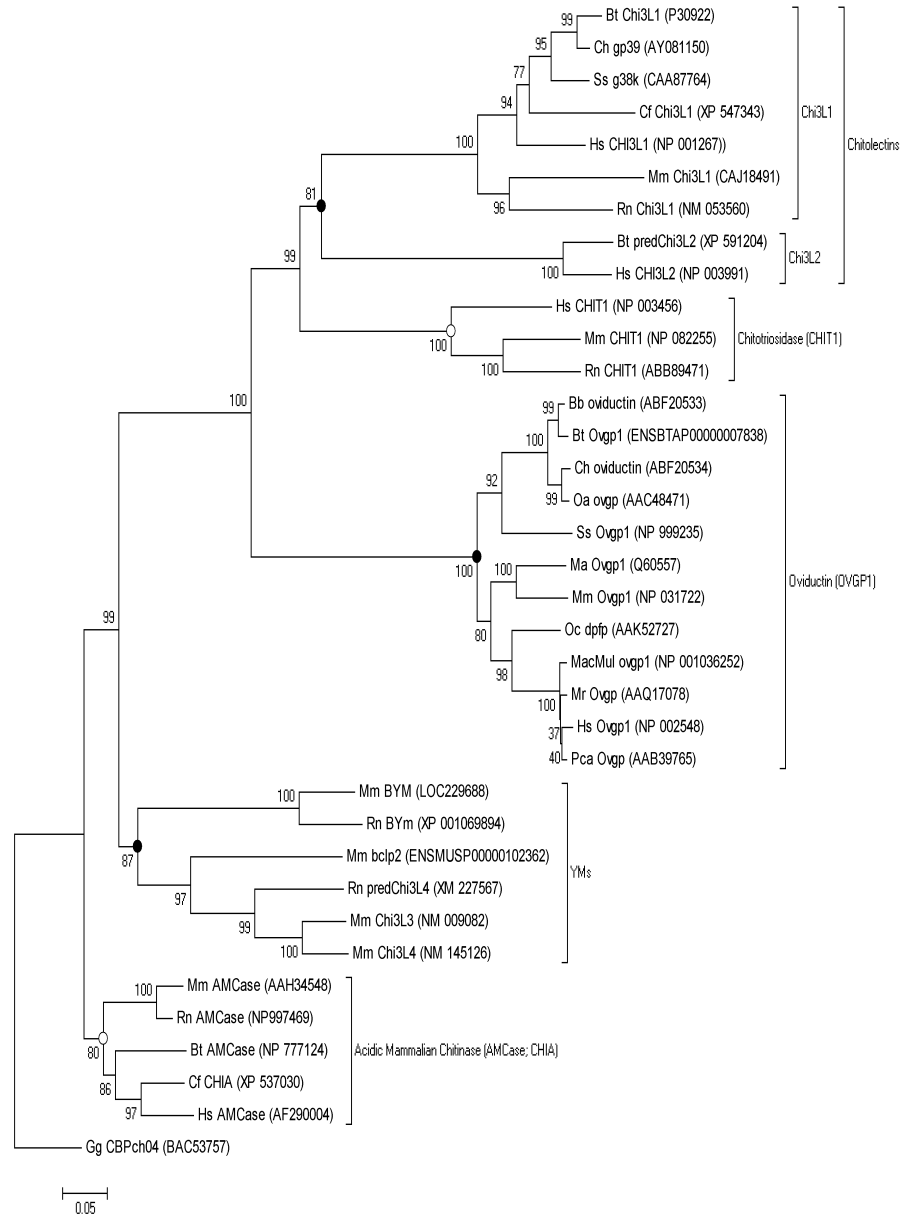 99
Bt Chi3L1 (P30922)
95
Ch gp39 (AY081150)
77
Ss g38k (CAA87764)
94
Cf Chi3L1 (XP 547343)
Chi3L1
100
Hs CHI3L1 (NP 001267))
Chitolectins
Mm Chi3L1 (CAJ18491)
81
96
Rn Chi3L1 (NM 053560)
Bt predChi3L2 (XP 591204)
99
Chi3L2
100
Hs CHI3L2 (NP 003991)
Hs CHIT1 (NP 003456)
100
Mm CHIT1 (NP 082255)
Chitotriosidase (CHIT1)
100
Rn CHIT1 (ABB89471)
100
99
Bb oviductin (ABF20533)
100
Bt Ovgp1 (ENSBTAP00000007838)
92
Ch oviductin (ABF20534)
99
Oa ovgp (AAC48471)
Ss Ovgp1 (NP 999235)
100
100
Ma Ovgp1 (Q60557)
Oviductin (OVGP1)
Mm Ovgp1 (NP 031722)
80
Oc dpfp (AAK52727)
98
MacMul ovgp1 (NP 001036252)
Mr Ovgp (AAQ17078)
100
37
Hs Ovgp1 (NP 002548)
40
Pca Ovgp (AAB39765)
99
100
Mm BYM (LOC229688)
Rn BYm (XP 001069894)
87
Mm bclp2 (ENSMUSP00000102362)
YMs
97
Rn predChi3L4 (XM 227567)
99
Mm Chi3L3 (NM 009082)
100
Mm Chi3L4 (NM 145126)
100
Mm AMCase (AAH34548)
Rn AMCase (NP997469)
80
Bt AMCase (NP 777124)
Acidic Mammalian Chitinase (AMCase; CHIA)
86
Cf CHIA (XP 537030)
97
Hs AMCase (AF290004)
Gg CBPch04 (BAC53757)
0.05